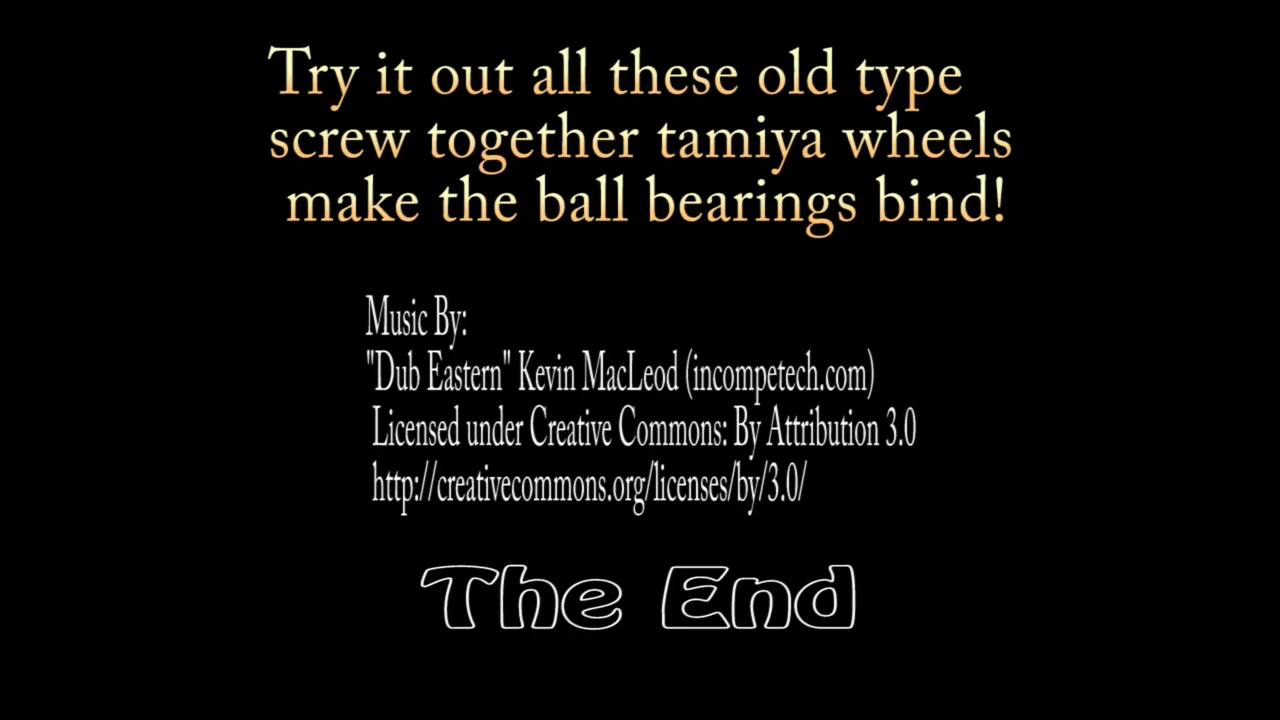 Try it out all these old type
screw together tamiya wheels
make the ball bearings bind!
Music By:
"Dub Eastern" Kevin MacLeod (incompetech.com)
Licensed under Creative Commons: By Attribution 3.0
http://creativecommons.org/licenses/by/3.0/
The End